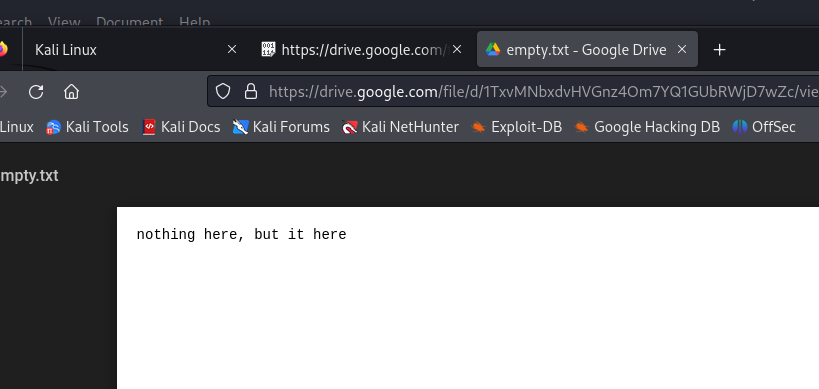 earch View Document Help
Kali Linux https://drive.google.com/ empty.txt - Google Drive
https://drive.google.com/file/d/1TxvMNbxdvHVGnz4Om7YQ1GUbRWjD7wZc/vie
Linux Kali Tools Kali Docs Kali Forums Kali NetHunter Exploit-DB Google Hacking DB OffSec
mpty.txt
nothing here, but it here